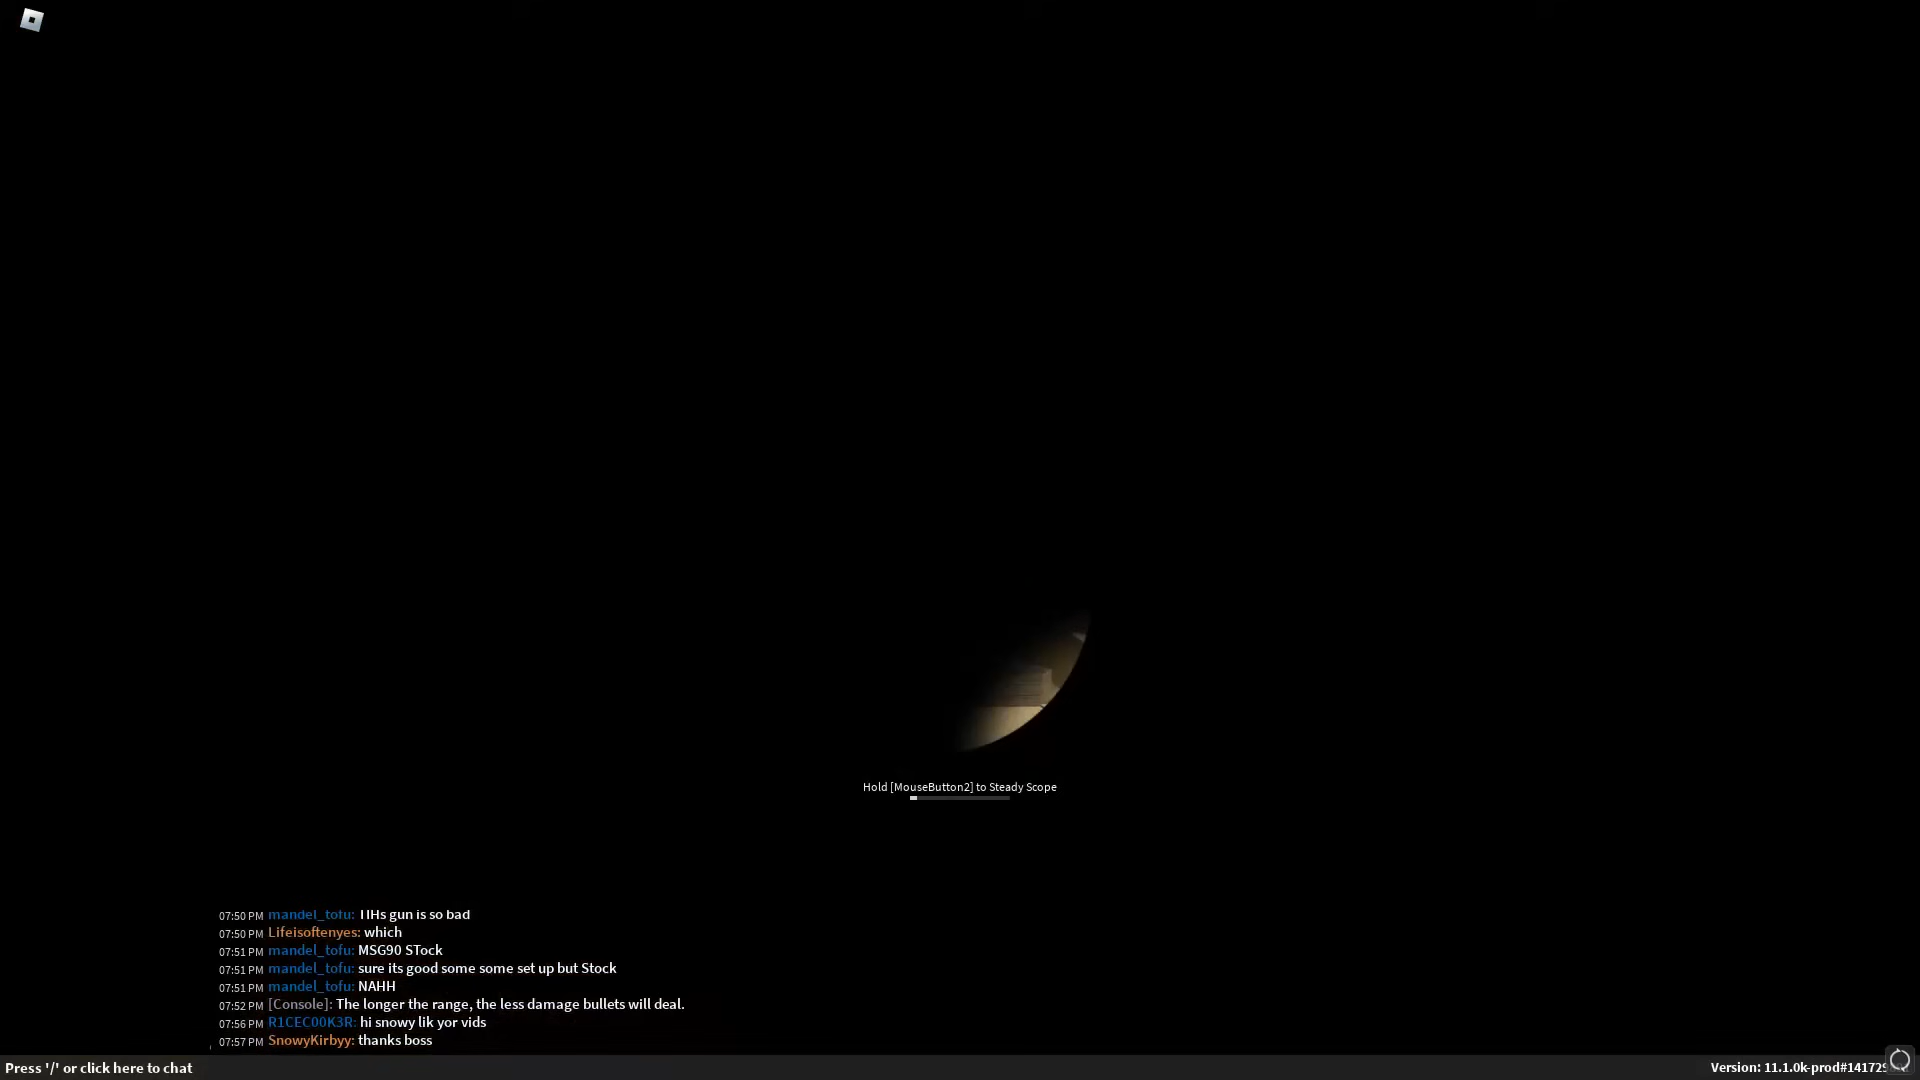 Hold [MouseButton2] to Steady Scope
07:50 PM mandel_tofu: THs gun is so bad
07:50 PM Lifeisoftenyes: which
07:51 PM mandel_tofu: MSG90 STock
07:51 PM mandel_tofu: sure its good some some set up but Stock
07:51 PM mandel_tofu: NAHH
07:52 PM [Console]: The longer the range, the less damage bullets will deal.
07:56 PM R1CEC00K3R: hi snowy lik yor vids
07:57 PM SnowyKirbyy: thanks boss
Press '/' or click here to chat
Version: 11.1.0k-prod#14172